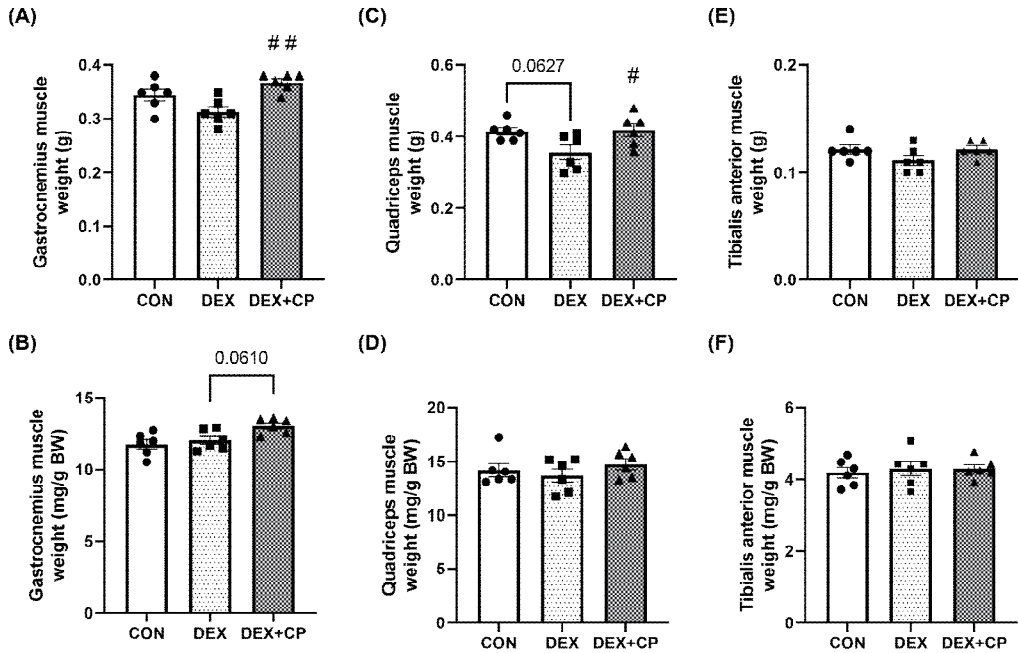 (A)
Gastrocnemius muscle
weight (g)
0.4
0.3
0.2
0.1
0.0
##
CON DEX DEX+CP
(C)
Quadriceps muscle
weight (g)
0.6
0.4
0.2
0.0
0.0627
#
CON DEX DEX+CP
(E)
Tibialis anterior muscle
weight (g)
0.2
0.1
0.0
CON DEX DEX+CP
(B)
Gastrocnemius muscle
weight (mg/g BW)
15
10
5
0
0.0610
CON DEX DEX+CP
(D)
Quadriceps muscle
weight (mg/g BW)
20
15
10
5
0
CON DEX DEX+CP
(F)
Tibialis anterior muscle
weight (mg/g BW)
6
4
2
0
CON DEX DEX+CP